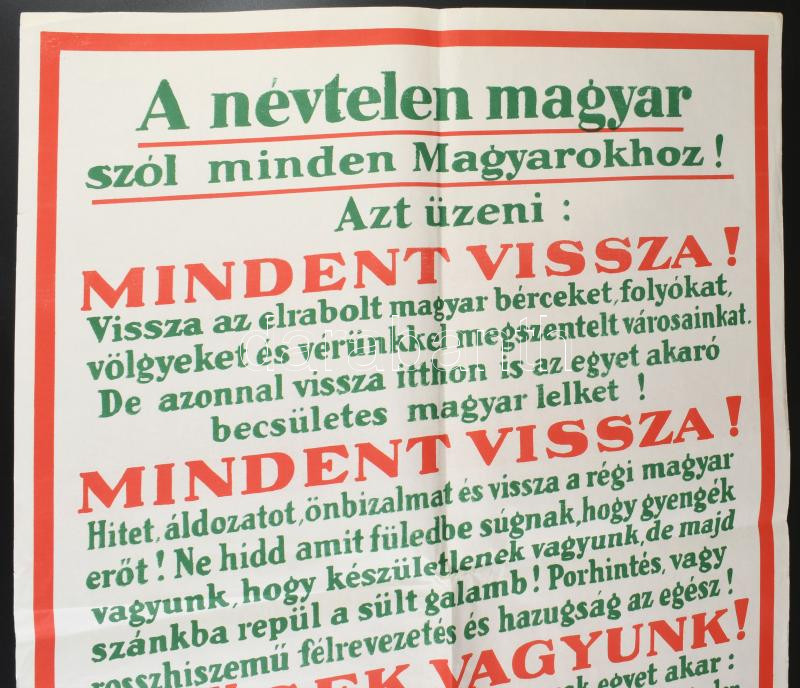 A névtelen magyar
szól minden Magyarokhoz!
Azt üzeni :
MINDENT VISSZA!
Vissza az elrabolt magyar bérceket, folyókat,
völgyeket és vérünkkel megszentelt városainkat.
De azonnal vissza itthon is az egyet akaró
becsületes magyar lelket !
MINDENT VISSZA!
Hitet, áldozatot, önbizalmat és vissza a régi magyar
erőt ! Ne hidd amit füledbe súgnak, hogy gyengék
vagyunk, hogy készületlenek vagyunk, de majd
szánkba repül a sült galamb! Porhintés, vagy
rosszhiszemű félrevezetés és hazugság az egész!
VAGYUNK!
egyet akar :
darabanth